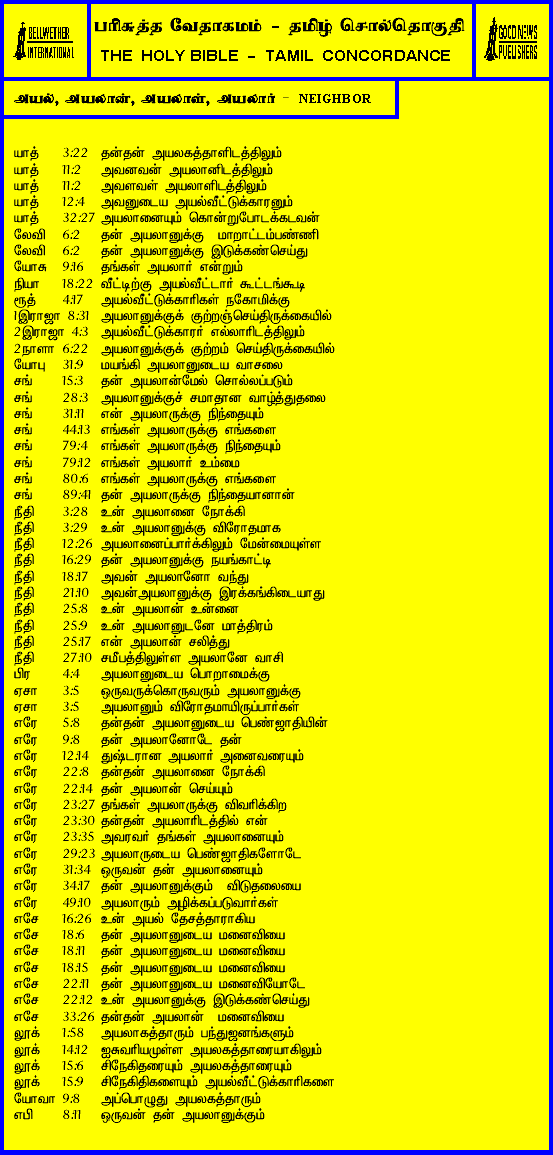 BELLWETHER INTERNATIONAL
பரிசுத்த வேதாகமம் - தமிழ் சொல்தொகுதி
THE HOLY BIBLE - TAMIL CONCORDANCE
GOOD NEWS PUBLISHERS
அயல், அயலான், அயலாள், அயலார் - NEIGHBOR
யாத் 3:22 தன்தன் அயலகத்தாளிடத்திலும்
யாத் 11:2 அவனவன் அயலானிடத்திலும்
யாத் 11:2 அவளவள் அயலாளிடத்திலும்
யாத் 12:4 அவனுடைய அயல்வீட்டுக்காரனும்
யாத் 32:27 அயலானையும் கொன்றுபோடக்கடவன்
லேவி 6:2 தன் அயலானுக்கு மாறாட்டம்பண்ணி
லேவி 6:2 தன் அயலானுக்கு இடுக்கண்செய்து
யோசு 9:16 தங்கள் அயலார் என்றும்
நியா 18:22 வீட்டிற்கு அயல்வீட்டார் கூட்டங்கூடி
ரூத் 4:17 அயல்வீட்டுக்காரிகள் நகோமிக்கு
1இராஜா 8:31 அயலானுக்குக் குற்றஞ்செய்திருக்கையில்
2இராஜா 4:3 அயல்வீட்டுக்காரர் எல்லாரிடத்திலும்
2நாளா 6:22 அயலானுக்குக் குற்றம் செய்திருக்கையில்
யோபு 31:9 மயங்கி அயலானுடைய வாசலை
சங் 15:3 தன் அயலான்மேல் சொல்லப்படும்
சங் 28:3 அயலானுக்குச் சமாதான வாழ்த்துதலை
சங் 31:11 என் அயலாருக்கு நிந்தையும்
சங் 44:13 எங்கள் அயலாருக்கு எங்களை
சங் 79:4 எங்கள் அயலாருக்கு நிந்தையும்
சங் 79:12 எங்கள் அயலார் உம்மை
சங் 80:6 எங்கள் அயலாருக்கு எங்களை
சங் 89:41 தன் அயலாருக்கு நிந்தையானான்
நீதி 3:28 உன் அயலானை நோக்கி
நீதி 3:29 உன் அயலானுக்கு விரோதமாக
நீதி 12:26 அயலானைப்பார்க்கிலும் மேன்மையுள்ள
நீதி 16:29 தன் அயலானுக்கு நயங்காட்டி
நீதி 18:17 அவன் அயலானோ வந்து
நீதி 21:10 அவன்அயலானுக்கு இரக்கங்கிடையாது
நீதி 25:8 உன் அயலான் உன்னை
நீதி 25:9 உன் அயலானுடனே மாத்திரம்
நீதி 25:17 என் அயலான் சலித்து
நீதி 27:10 சமீபத்திலுள்ள அயலானே வாசி
பிர 4:4 அயலானுடைய பொறாமைக்கு
ஏசா 3:5 ஒருவருக்கொருவரும் அயலானுக்கு
ஏசா 3:5 அயலானும் விரோதமாயிருப்பார்கள்
எரே 5:8 தன்தன் அயலானுடைய பெண்ஜாதியின்
எரே 9:8 தன் அயலானோடே தன்
எரே 12:14 துஷ்டரான அயலார் அனைவரையும்
எரே 22:8 தன்தன் அயலானை நோக்கி
எரே 22:14 தன் அயலான் செய்யும்
எரே 23:27 தங்கள் அயலாருக்கு விவரிக்கிற
எரே 23:30 தன்தன் அயலாரிடத்தில் என்
எரே 23:35 அவரவர் தங்கள் அயலானையும்
எரே 29:23 அயலாருடைய பெண்ஜாதிகளோடே
எரே 31:34 ஒருவன் தன் அயலானையும்
எரே 34:17 தன் அயலானுக்கும் விடுதலையை
எரே 49:10 அயலாரும் அழிக்கப்படுவார்கள்
எசே 16:26 உன் அயல் தேசத்தாராகிய
எசே 18:6 தன் அயலானுடைய மனைவியை
எசே 18:11 தன் அயலானுடைய மனைவியை
எசே 18:15 தன் அயலானுடைய மனைவியை
எசே 22:11 தன் அயலானுடைய மனைவியோடே
எசே 22:12 உன் அயலானுக்கு இடுக்கண்செய்து
எசே 33:26 தன்தன் அயலான் மனைவியை
லூக் 1:58 அயலகத்தாரும் பந்துஜனங்களும்
லூக் 14:12 ஐசுவரியமுள்ள அயலகத்தாரையாகிலும்
லூக் 15:6 சிநேகிதரையும் அயலகத்தாரையும்
லூக் 15:9 சிநேகிதிகளையும் அயல்வீட்டுக்காரிகளை
யோவா 9:8 அப்பொழுது அயலகத்தாரும்
எபி 8:11 ஒருவன் தன் அயலானுக்கும்